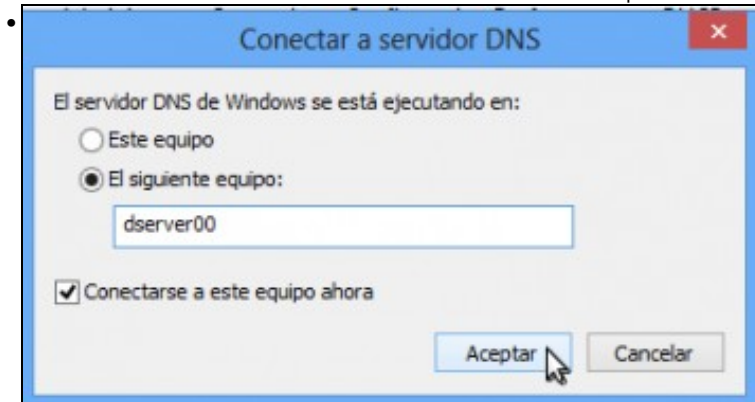 Conectar a servidor DNS
El servidor DNS de Windows se está ejecutando en:
Este equipo
El siguiente equipo:
dserver00
Conectarse a este equipo ahora
Aceptar
Cancelar